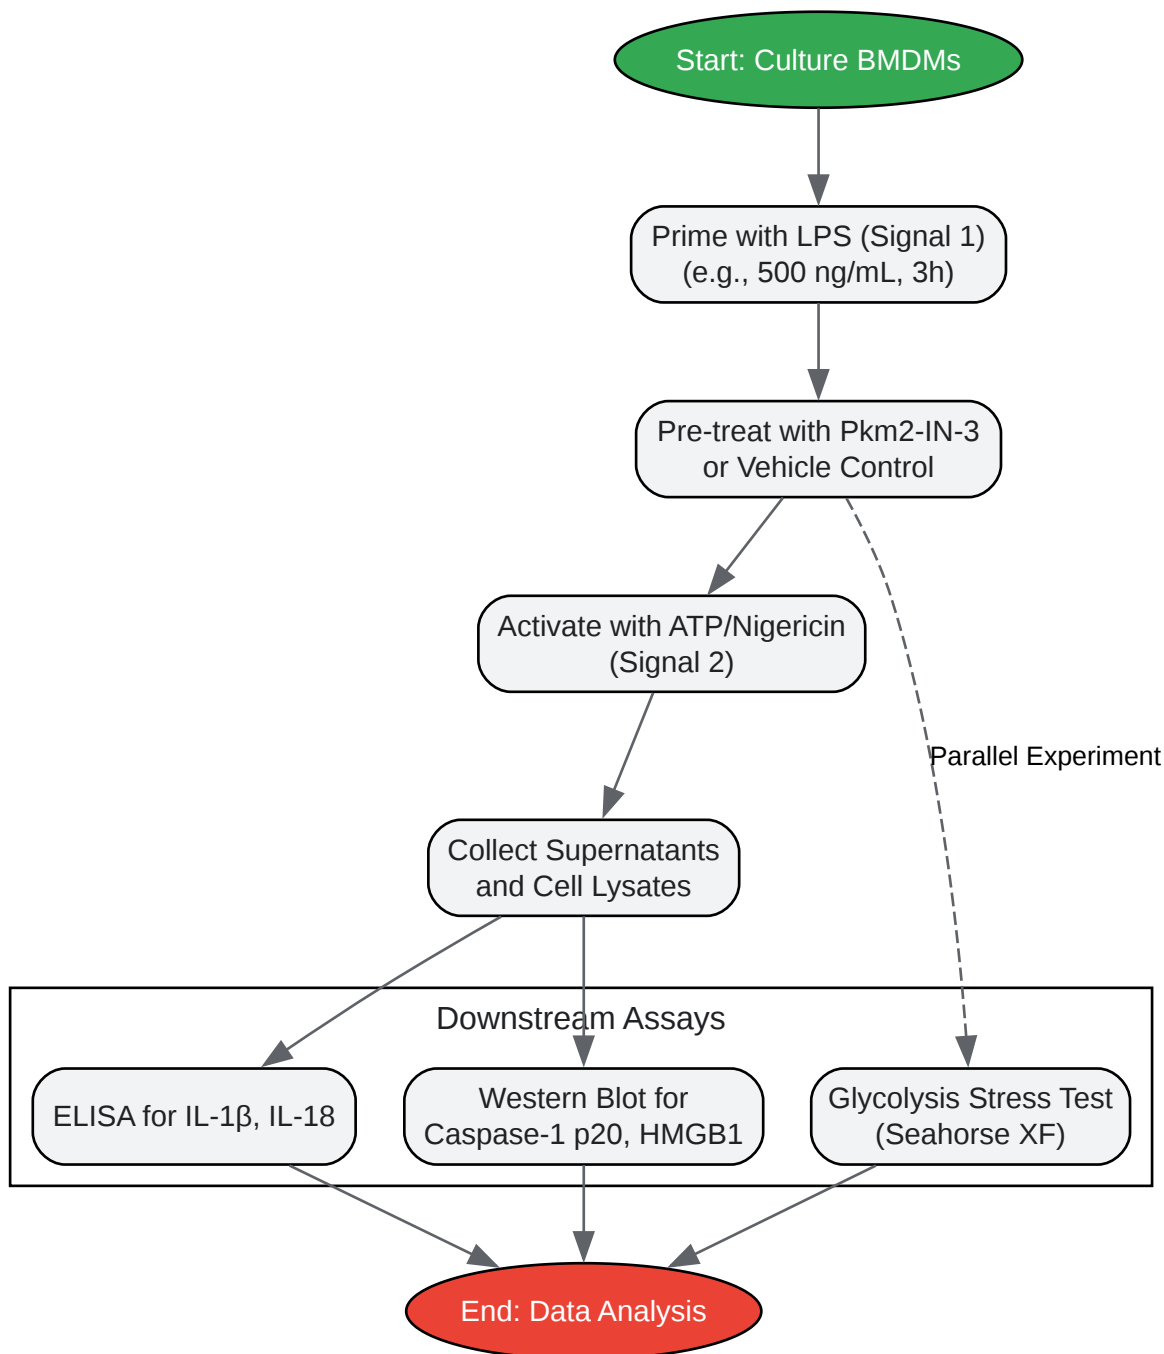 Start: Culture BMDMs
Prime with LPS (Signal 1)
(e.g., 500 ng/mL, 3h)
Pre-treat with Pkm2-IN-3
or Vehicle Control
Activate with ATP/Nigericin
(Signal 2)
Parallel Experiment
Collect Supernatants
and Cell Lysates
Downstream Assays
ELISA for IL-1β, IL-18
Western Blot for
Caspase-1 p20, HMGB1
Glycolysis Stress Test
(Seahorse XF)
End: Data Analysis